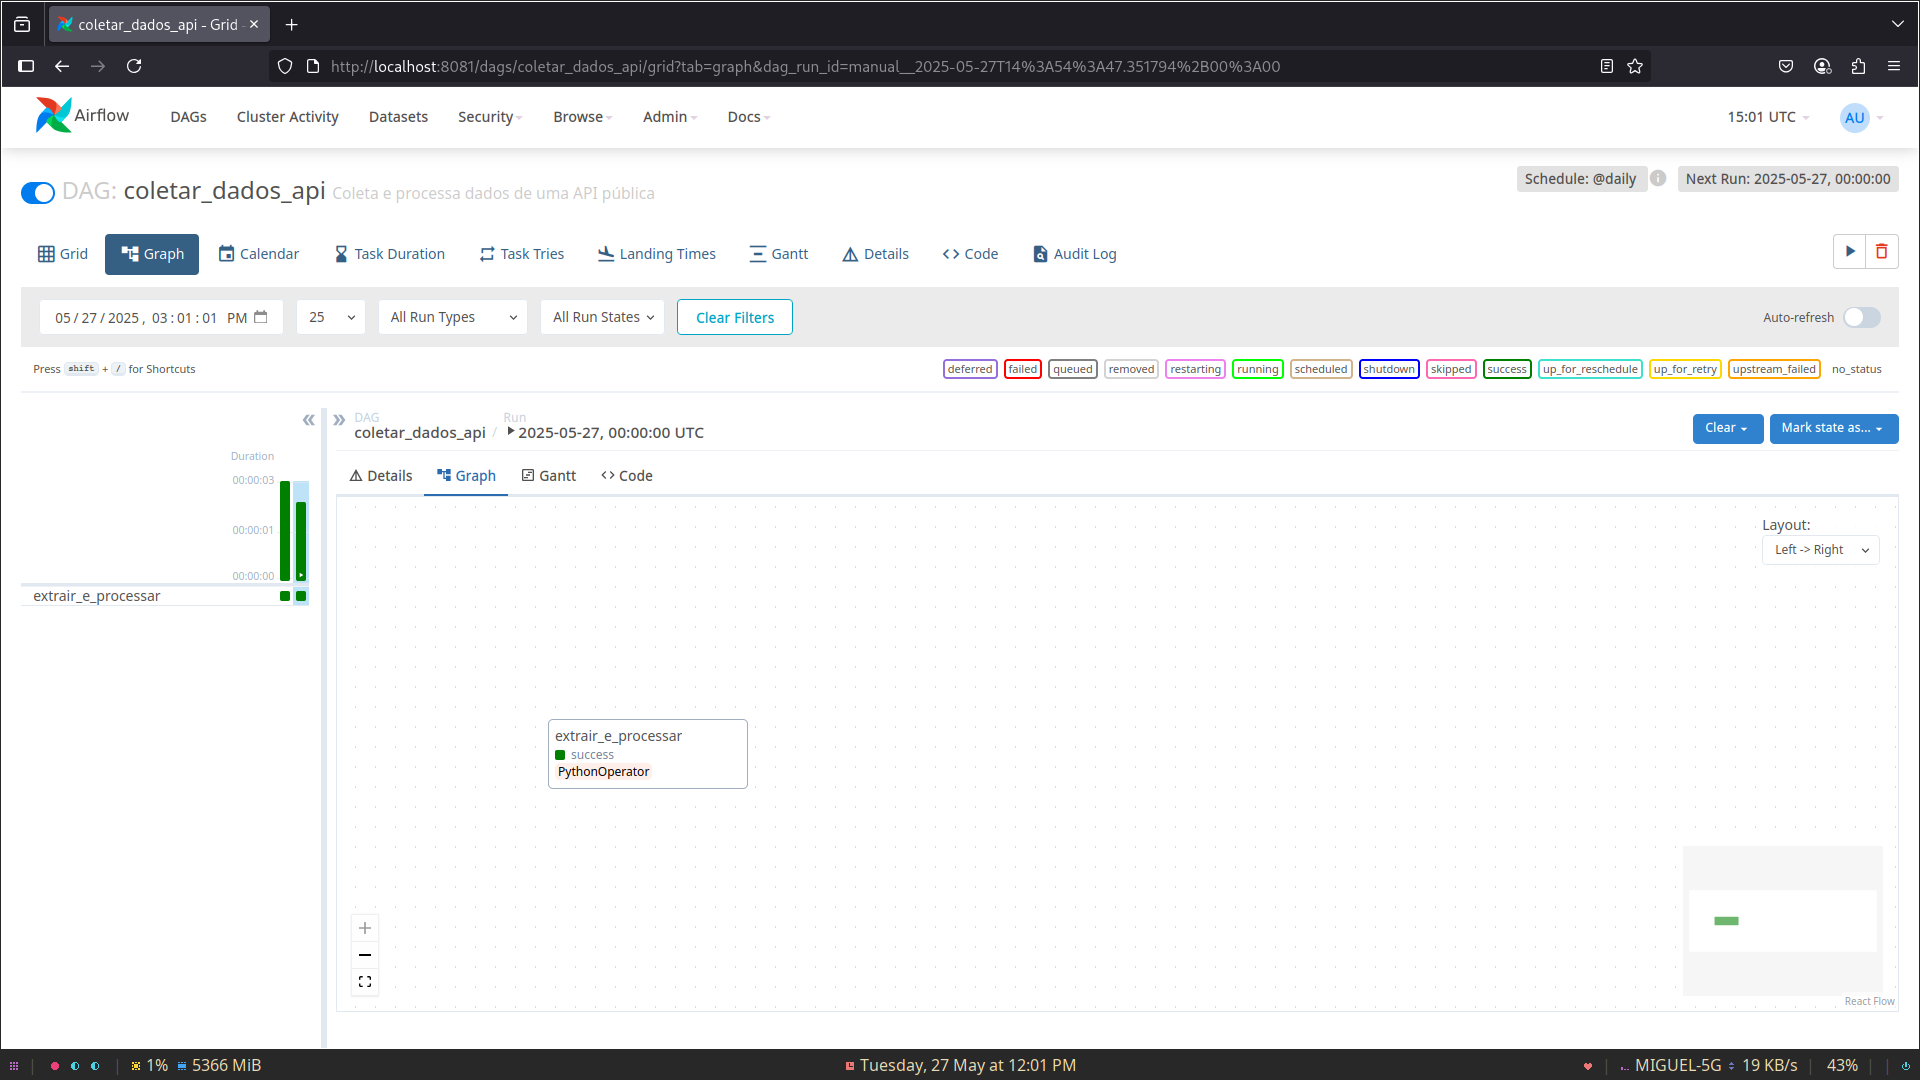 coletar_dados_api - Grid -
http://localhost:8081/dags/coletar_dados_api/grid?tab=graph&dag_run_id=manual__2025-05-27T14%3A54%3A47.351794%2B00%3A00
Airflow DAGs Cluster Activity Datasets Security Browse Admin Docs 15:01 UTC AU
DAG: coletar_dados_api Coleta e processa dados de uma API pública Schedule: @daily Next Run: 2025-05-27, 00:00:00
Grid Graph Calendar Task Duration Task Tries Landing Times Gantt Details Code Audit Log
05/27/2025, 03:01:01 PM 25 All Run Types All Run States Clear Filters Auto-refresh
Press shift + / for Shortcuts deferred failed queued removed restarting running scheduled shutdown skipped success up_for_reschedule up_for_retry upstream_failed no_status
DAG Run
coletar_dados_api / 2025-05-27, 00:00:00 UTC Clear Mark state as...
Duration
00:00:03
00:00:01
00:00:00
extrair_e_processar
Details Graph Gantt Code
Layout:
Left -> Right
extrair_e_processar
success
PythonOperator
React Flow
1% 5366 MiB Tuesday, 27 May at 12:01 PM MIGUEL-5G 19 KB/s 43%